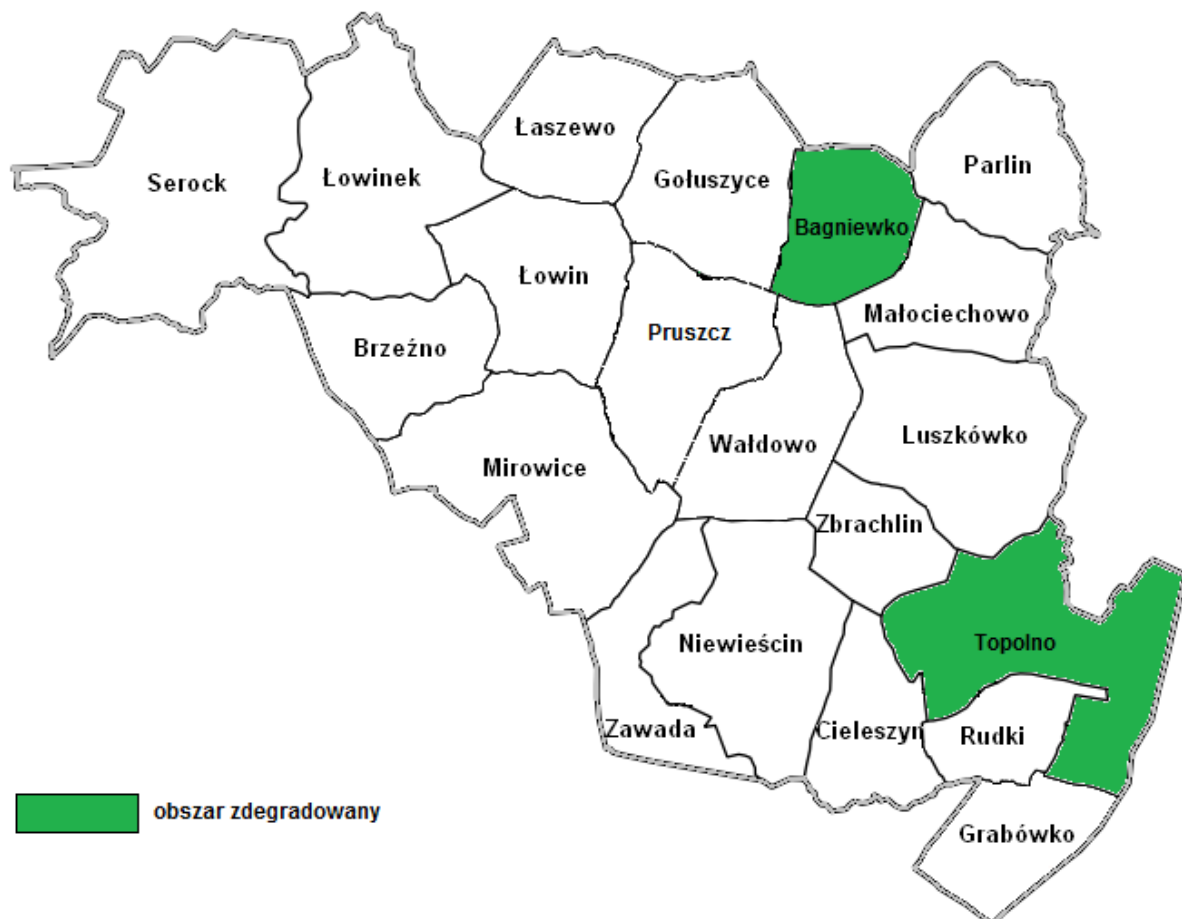 Łaszewo
Parlin
Serock
Łowinek
Gołuszyce
Bagniewko
Łowin
Małociechowo
Pruszcz
Brzeźno
Luszkówko
Wałdowo
Mirowice
Zbrachlin
Niewieścin
Topolno
Zawada
Cieleszyn
Rudki
obszar zdegradowany
Grabówko